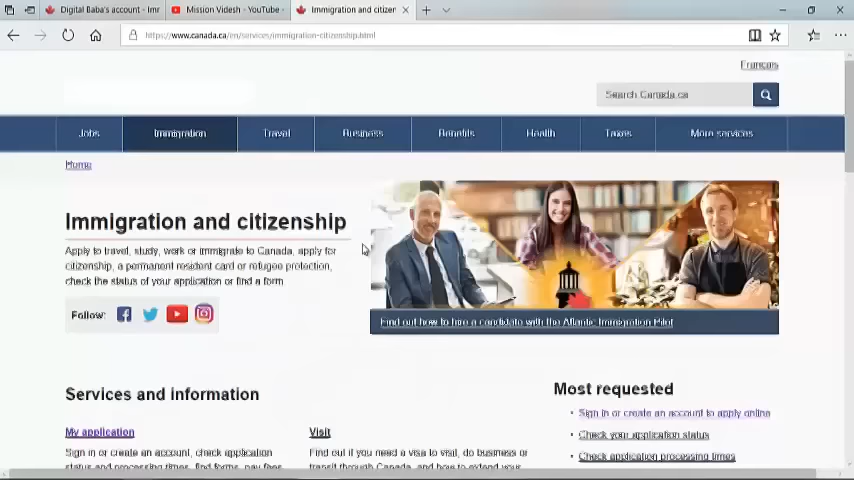 Digital Baba's account - Imr
Mission Videsh - YouTube
Immigration and citizen
https://www.canada.ca/en/services/immigration-citizenship.html
Français
Search Canada.ca
Jobs Immigration Travel Business Benefits Health Taxes More services
Home
Immigration and citizenship
Apply to travel, study, work or immigrate to Canada, apply for
citizenship, a permanent resident card or refugee protection,
check the status of your application or find a form
Follow:
Find out how to hire a candidate with the Atlantic Immigration Pilot
Services and information
My application
Sign in or create an account, check application
status and processing times, find forms, pay fees
Visit
Find out if you need a visa to visit, do business or
transit through Canada, and how to extend your
Most requested
Sign in or create an account to apply online
Check your application status
Check application processing times